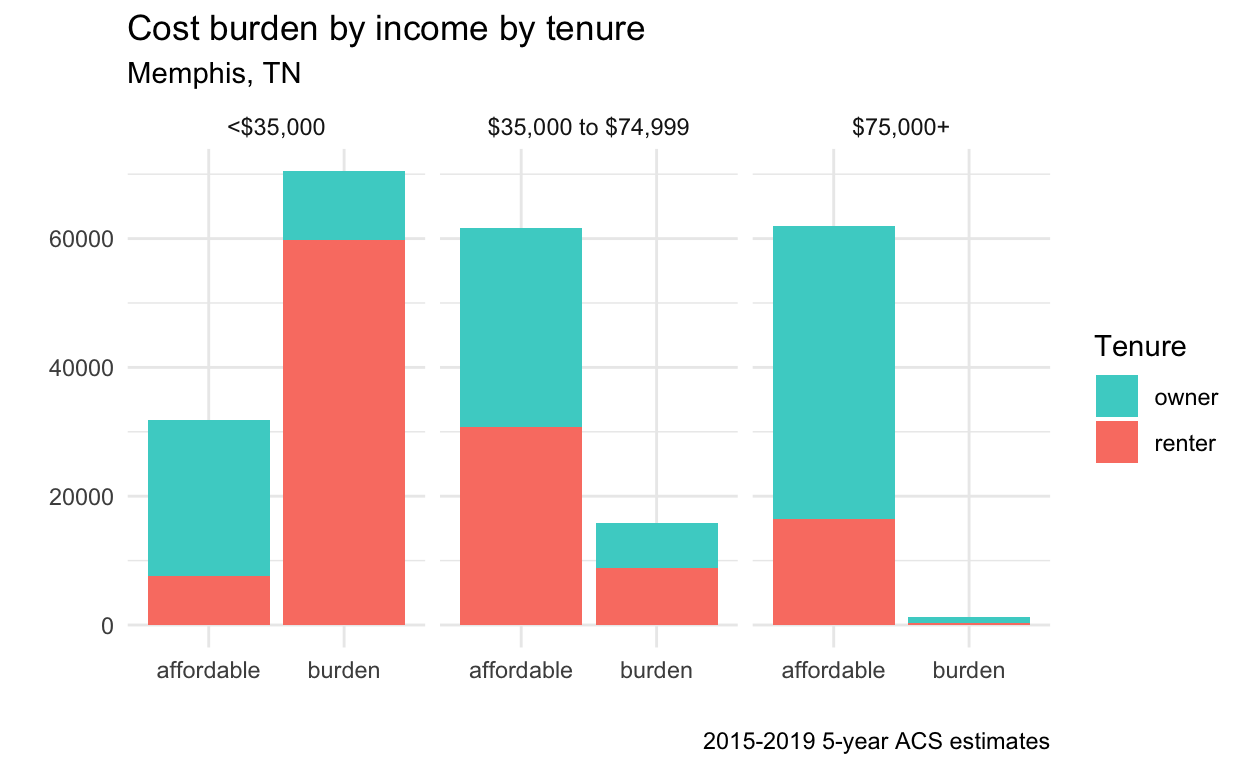 Cost burden by income by tenure
Memphis, TN
<$35,000
$35,000 to $74,999
$75,000+
60000
40000
20000
0
affordable
burden
affordable
burden
affordable
burden
Tenure
owner
renter
2015-2019 5-year ACS estimates